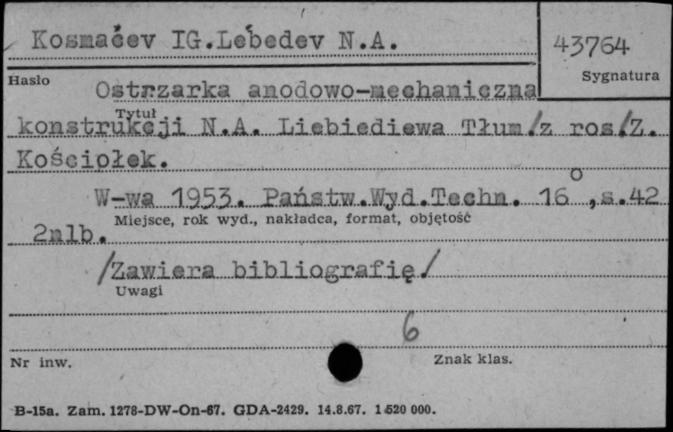 Kosmačev IG.Lebedev N.A.
43764
Hasło
Sygnatura
Ostrzarka anodowo-mechaniczna
Tytuł
konstrukcji N.A. Liebiediewa Tłum/z ros/Z.
Kościołek.
W-wa 1953. Państw.Wyd.Techn. 16°,s.42
Miejsce, rok wyd., nakładca, format, objętość
2nlb.
/Zawiera bibliografię/
Uwagi
6
Nr inw.
Znak klas.
B-15a. Zam. 1278-DW-On-67. GDA-2429. 14.8.67. 1 520 000.